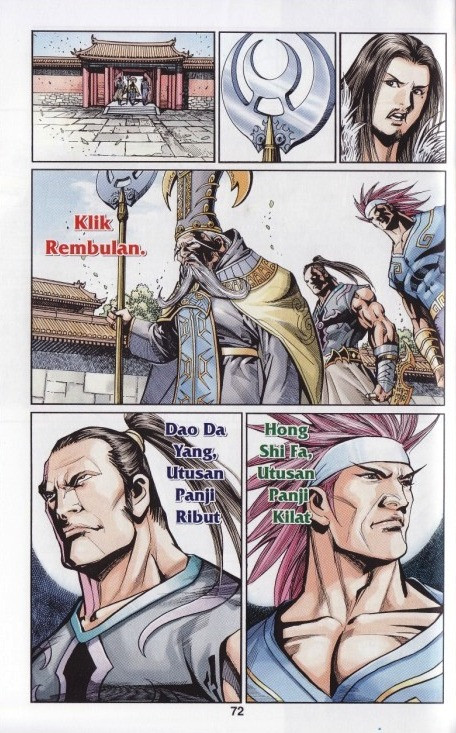 Klik
Rembulan.
Dao Da
Yang,
Utusan
Panji
Ribut
Hong
Shi Fa,
Utusan
Panji
Kilat
72